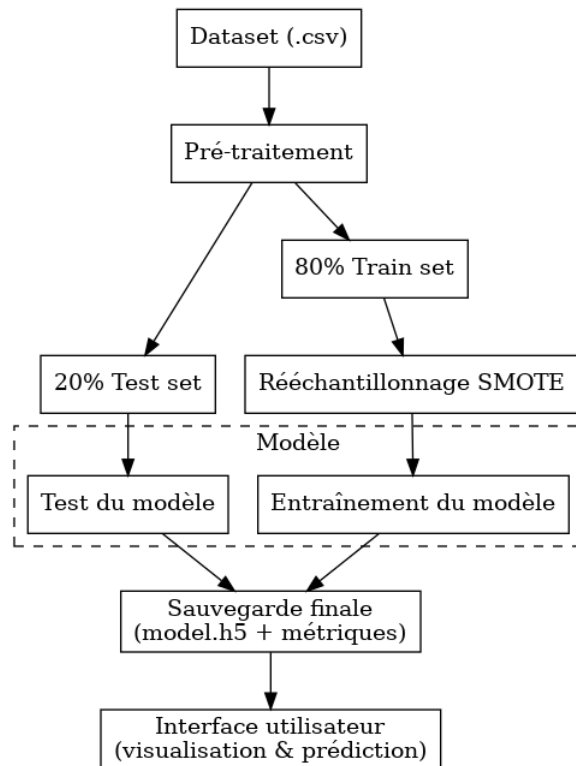 Dataset (.csv)
Pré-traitement
80% Train set
20% Test set
Rééchantillonnage SMOTE
Modèle
Test du modèle
Entraînement du modèle
Sauvegarde finale
(model.h5 + métriques)
Interface utilisateur
(visualisation & prédiction)